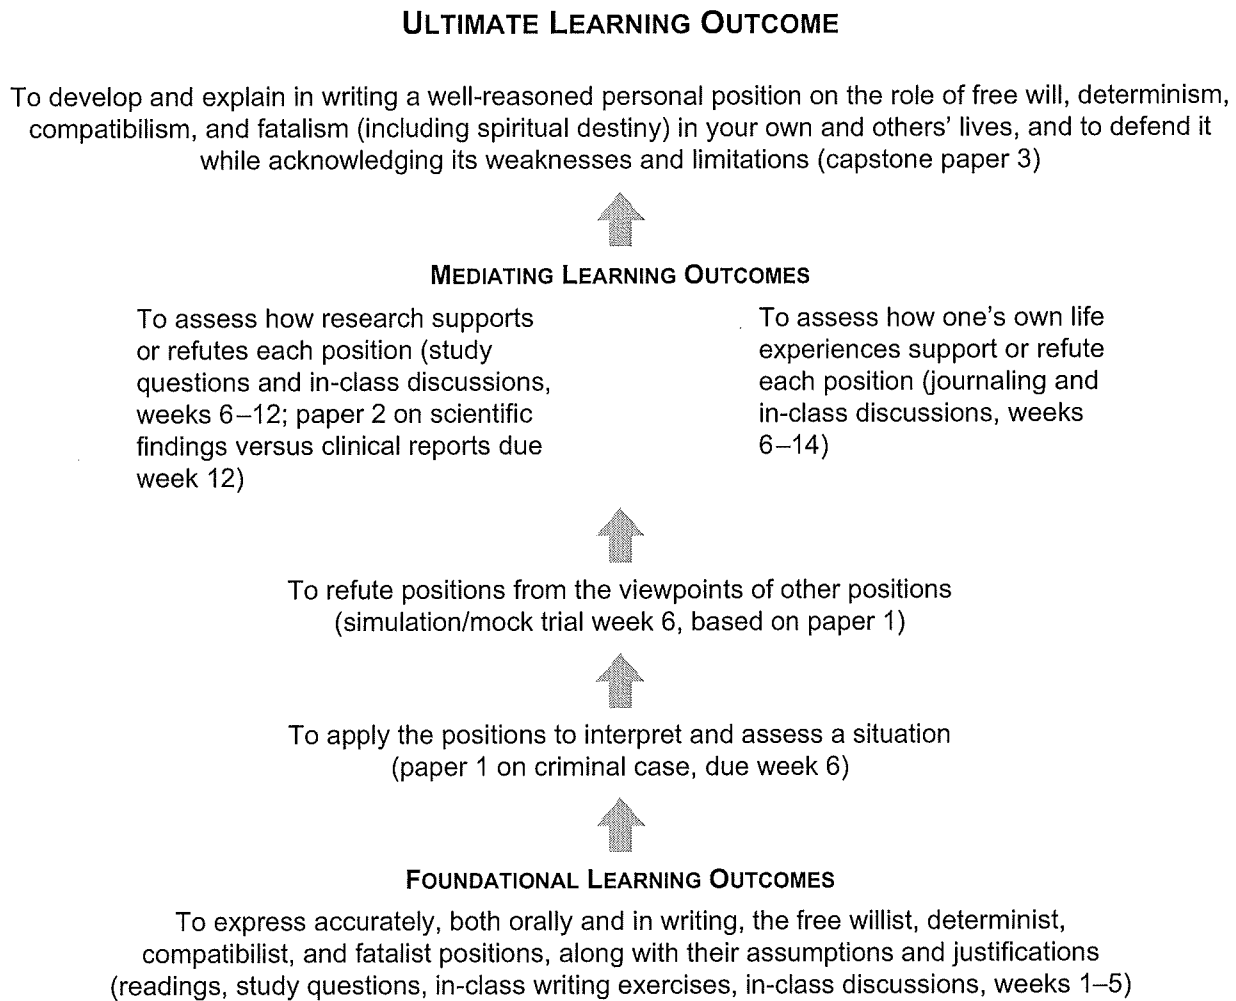 ULTIMATE LEARNING OUTCOME
To develop and explain in writing a well-reasoned personal position on the role of free will, determinism,
compatibilism, and fatalism (including spiritual destiny) in your own and others' lives, and to defend it
while acknowledging its weaknesses and limitations (capstone paper 3)
MEDIATING LEARNING OUTCOMES
To assess how research supports
or refutes each position (study
questions and in-class discussions,
weeks 6–12; paper 2 on scientific
findings versus clinical reports due
week 12)
To assess how one's own life
experiences support or refute
each position (journaling and
in-class discussions, weeks
6–14)
To refute positions from the viewpoints of other positions
(simulation/mock trial week 6, based on paper 1)
To apply the positions to interpret and assess a situation
(paper 1 on criminal case, due week 6)
FOUNDATIONAL LEARNING OUTCOMES
To express accurately, both orally and in writing, the free willist, determinist,
compatibilist, and fatalist positions, along with their assumptions and justifications
(readings, study questions, in-class writing exercises, in-class discussions, weeks 1–5)